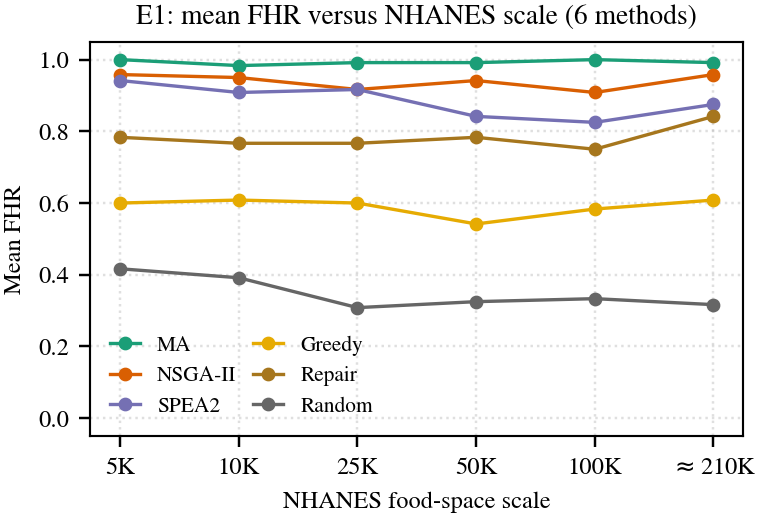 E1: mean FHR versus NHANES scale (6 methods)
Mean FHR
1.0
0.8
0.6
0.4
0.2
0.0
MA
NSGA-II
SPEA2
Greedy
Repair
Random
5K 10K 25K 50K 100K ≈ 210K
NHANES food-space scale